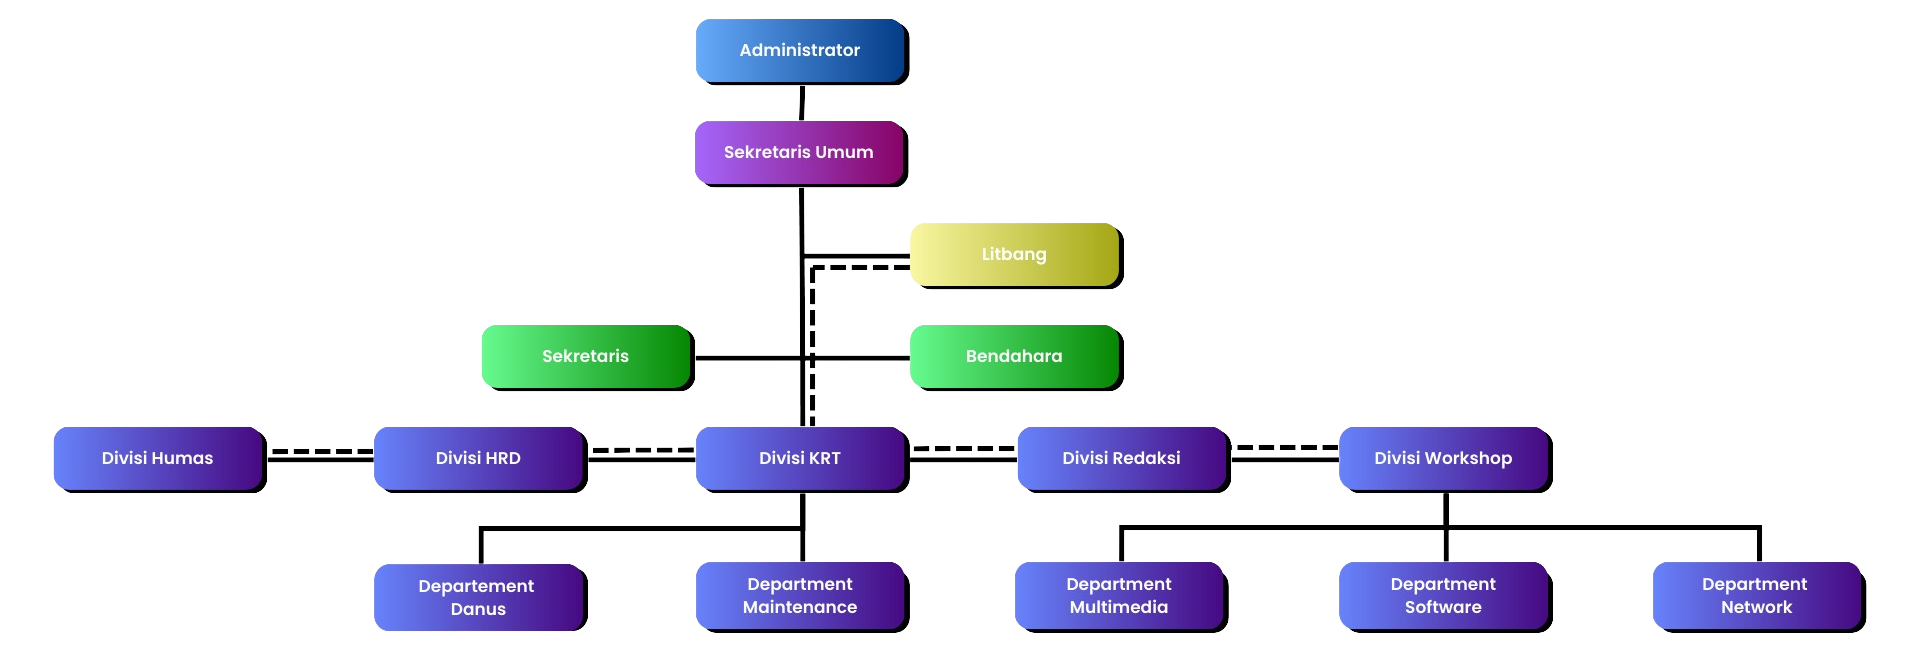 Administrator
Sekretaris Umum
Litbang
Sekretaris
Bendahara
Divisi Humas
Divisi HRD
Divisi KRT
Divisi Redaksi
Divisi Workshop
Departement
Danus
Department
Maintenance
Department
Multimedia
Department
Software
Department
Network